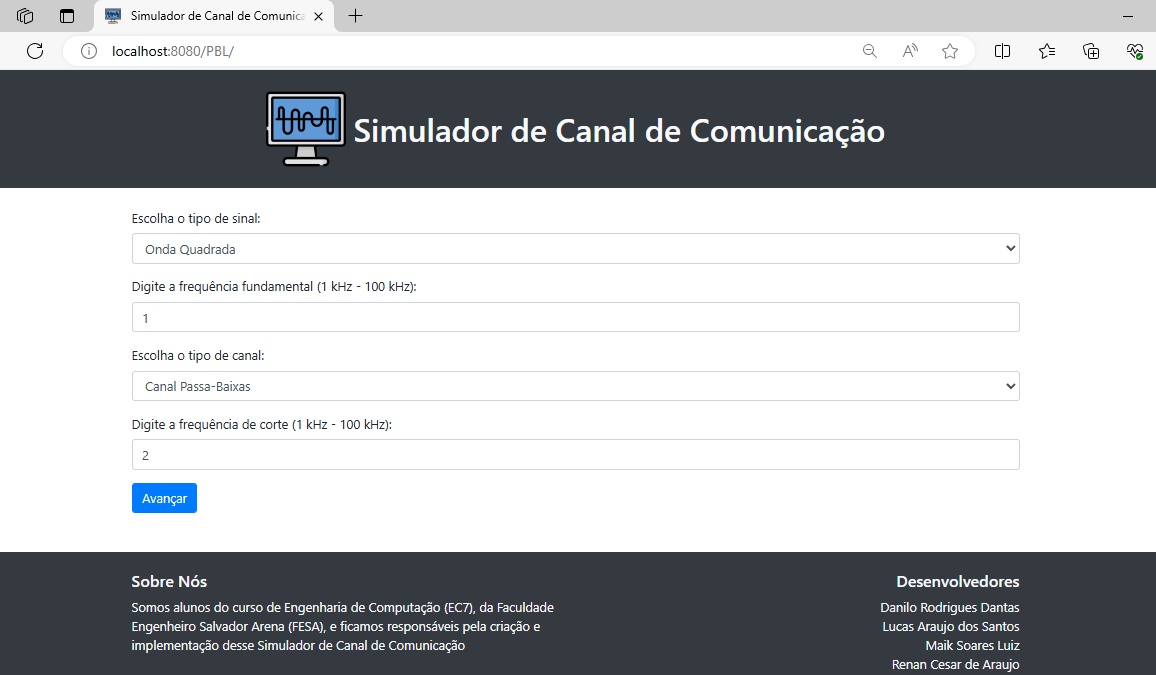 Simulador de Canal de Comunica
localhost:8080/PBL/
Simulador de Canal de Comunicação
Escolha o tipo de sinal:
Onda Quadrada
Digite a frequência fundamental (1 kHz - 100 kHz):
1
Escolha o tipo de canal:
Canal Passa-Baixas
Digite a frequência de corte (1 kHz - 100 kHz):
2
Avançar
Sobre Nós
Somos alunos do curso de Engenharia de Computação (EC7), da Faculdade
Engenheiro Salvador Arena (FESA), e ficamos responsáveis pela criação e
implementação desse Simulador de Canal de Comunicação
Desenvolvedores
Danilo Rodrigues Dantas
Lucas Araujo dos Santos
Maik Soares Luiz
Renan Cesar de Araujo